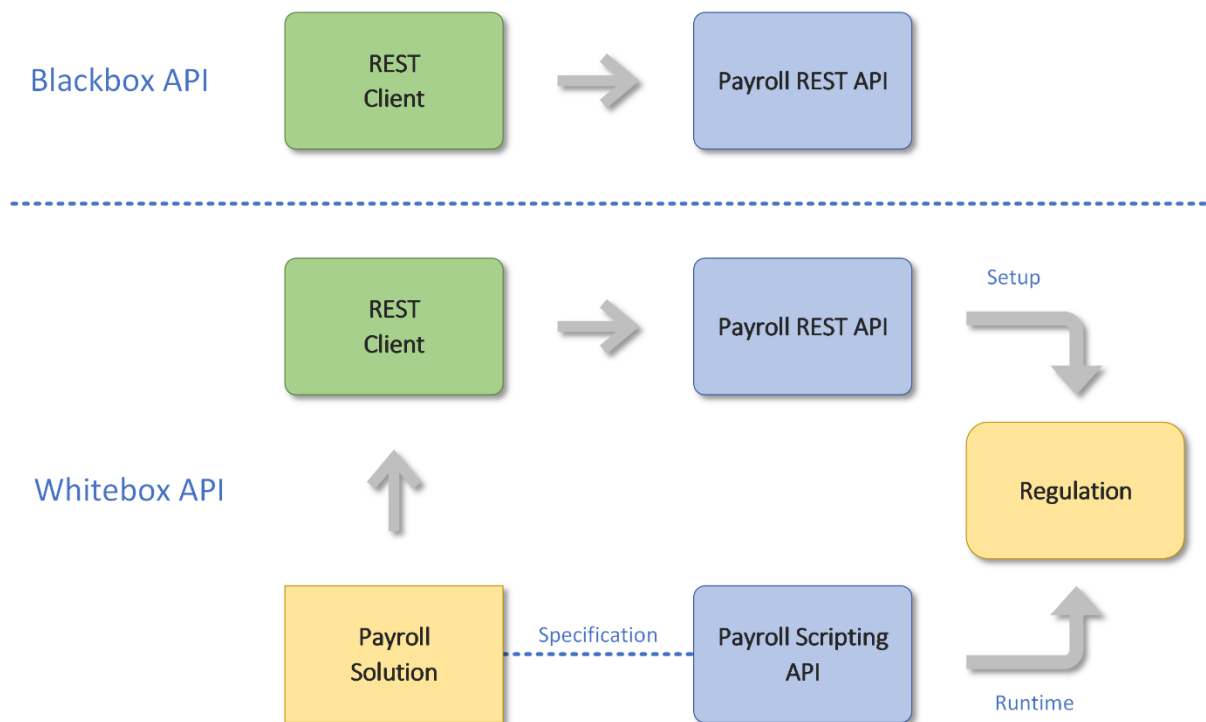 Blackbox API
REST
Client
Payroll REST API
Whitebox API
REST
Client
Payroll REST API
Setup
Regulation
Payroll
Solution
Specification
Payroll Scripting
API
Runtime